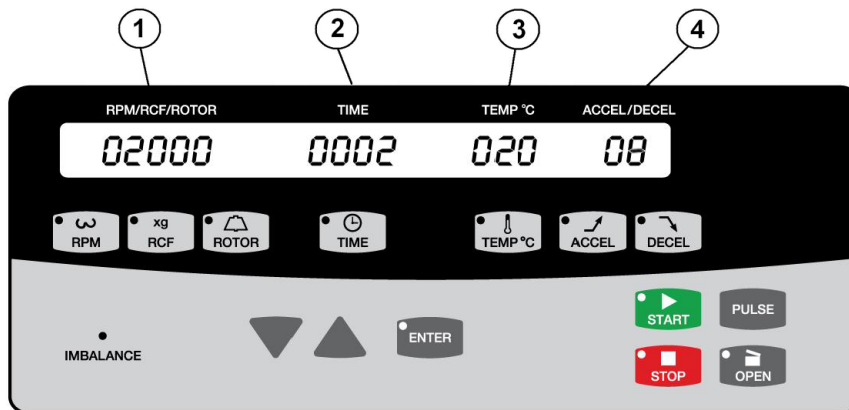 1 2 3 4
RPM/RCF/ROTOR TIME TEMP °C ACCEL/DECEL
02000 0002 020 08
xg
RPM RCF ROTOR TIME TEMP °C ACCEL DECEL
START PULSE
ENTER
IMBALANCE
STOP OPEN